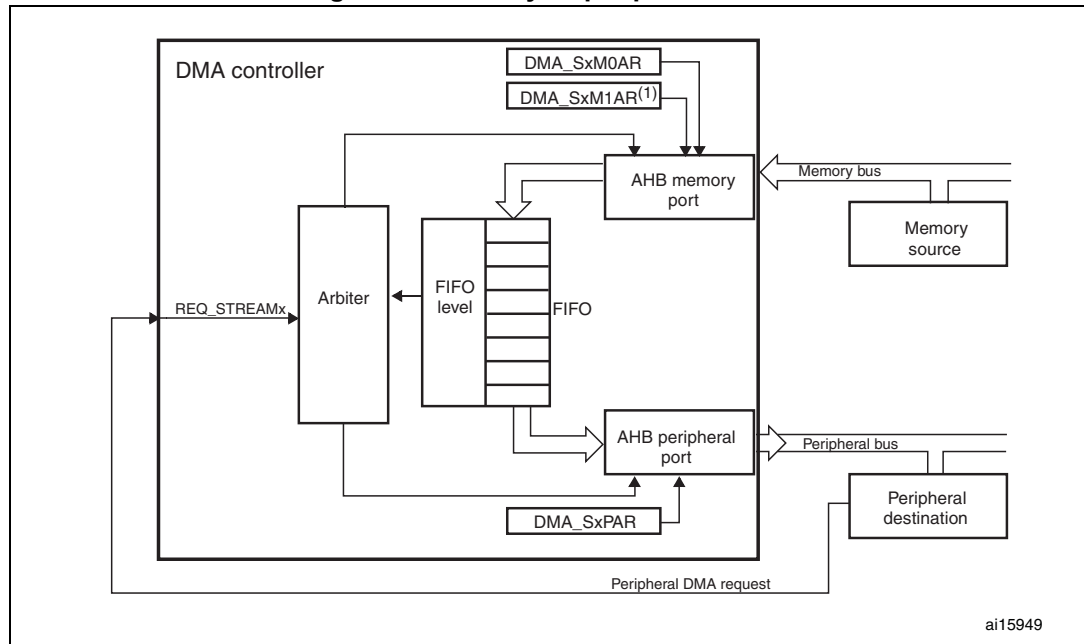 DMA controller
DMA_SxM0AR
DMA_SxM1AR(1)
AHB memory
port
Memory bus
Memory
source
REQ_STREAMx
Arbiter
FIFO
level
FIFO
AHB peripheral
port
Peripheral bus
DMA_SxPAR
Peripheral
destination
Peripheral DMA request
ai15949